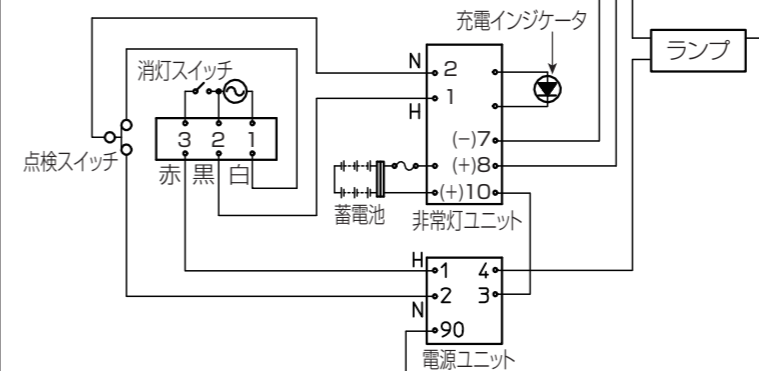 充電インジケータ
ランプ
消灯スイッチ
N
2
1
H
3 2 1
(−)7
点検スイッチ
赤 黒 白
(+)8
(+)10
蓄電池
非常灯ユニット
H
1 4
2 3
N
90
電源ユニット